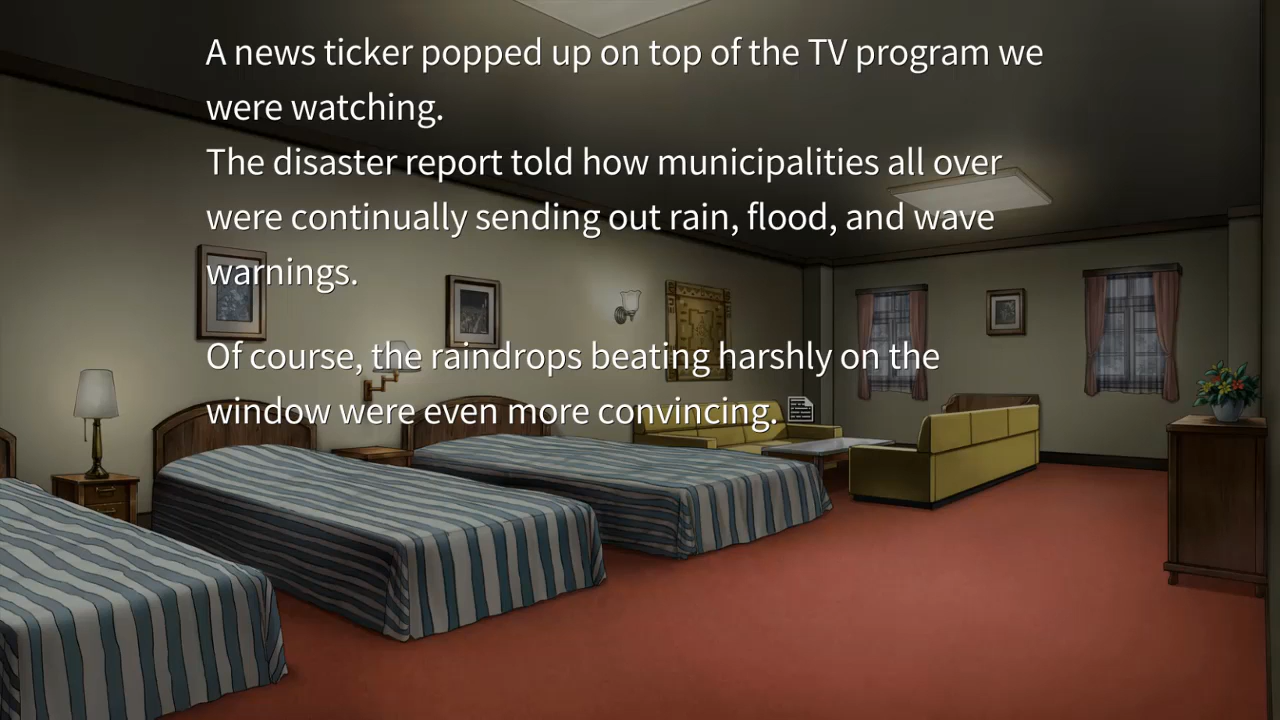 A news ticker popped up on top of the TV program we
were watching.
The disaster report told how municipalities all over
were continually sending out rain, flood, and wave
warnings.
Of course, the raindrops beating harshly on the
window were even more convincing.